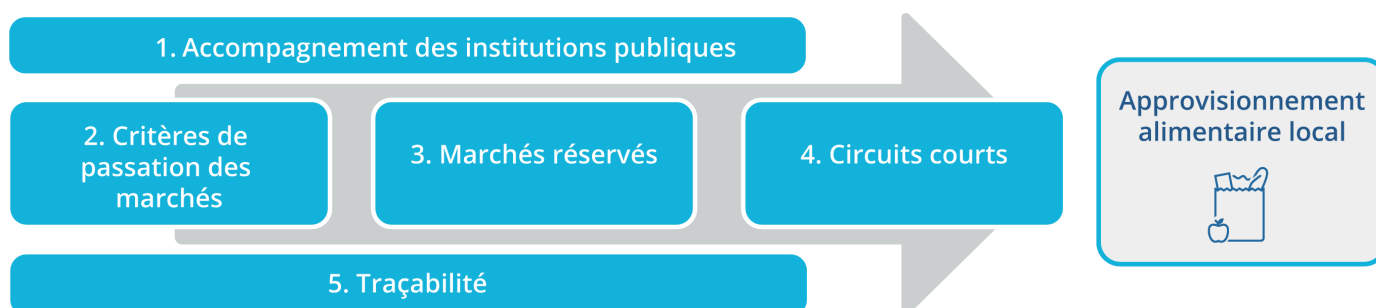 1. Accompagnement des institutions publiques
2. Critères de
passation des
marchés
3. Marchés réservés
4. Circuits courts
5. Traçabilité
Approvisionnement
alimentaire local